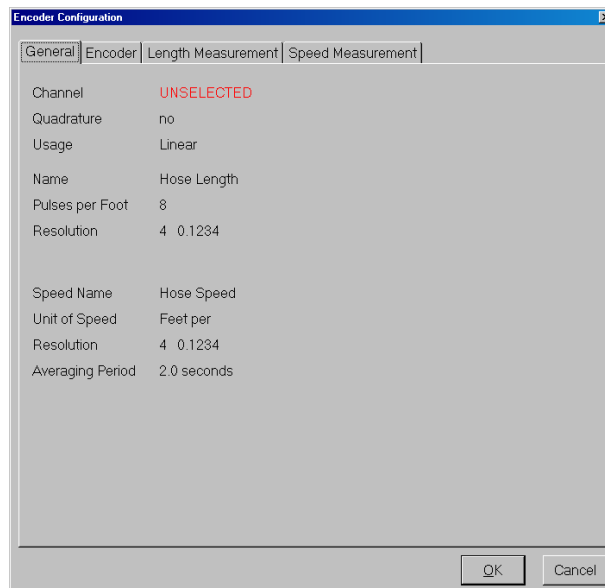 Encoder Configuration
General Encoder Length Measurement Speed Measurement
Channel UNSELECTED
Quadrature no
Usage Linear
Name Hose Length
Pulses per Foot 8
Resolution 4 0.1234
Speed Name Hose Speed
Unit of Speed Feet per
Resolution 4 0.1234
Averaging Period 2.0 seconds
OK Cancel